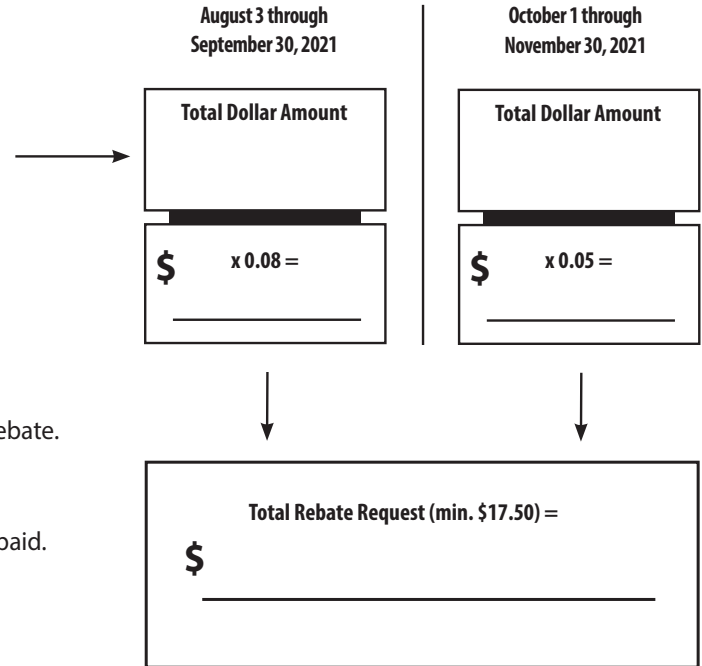 August 3 through
September 30, 2021
October 1 through
November 30, 2021
Total Dollar Amount
Total Dollar Amount
$ x 0.08 =
$ x 0.05 =
ebate.
Total Rebate Request (min. $17.50) =
paid.
$